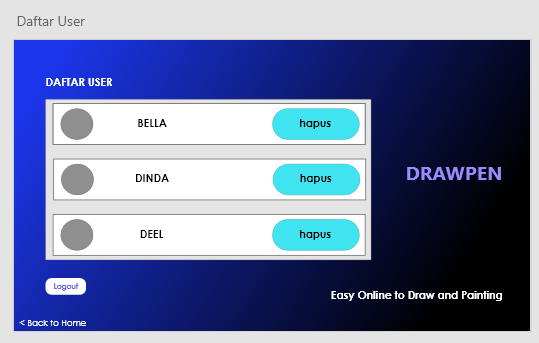 Daftar User
DAFTAR USER
BELLA hapus
DINDA hapus
DEEL hapus
DRAWPEN
Logout
Easy Online to Draw and Painting
< Back to Home